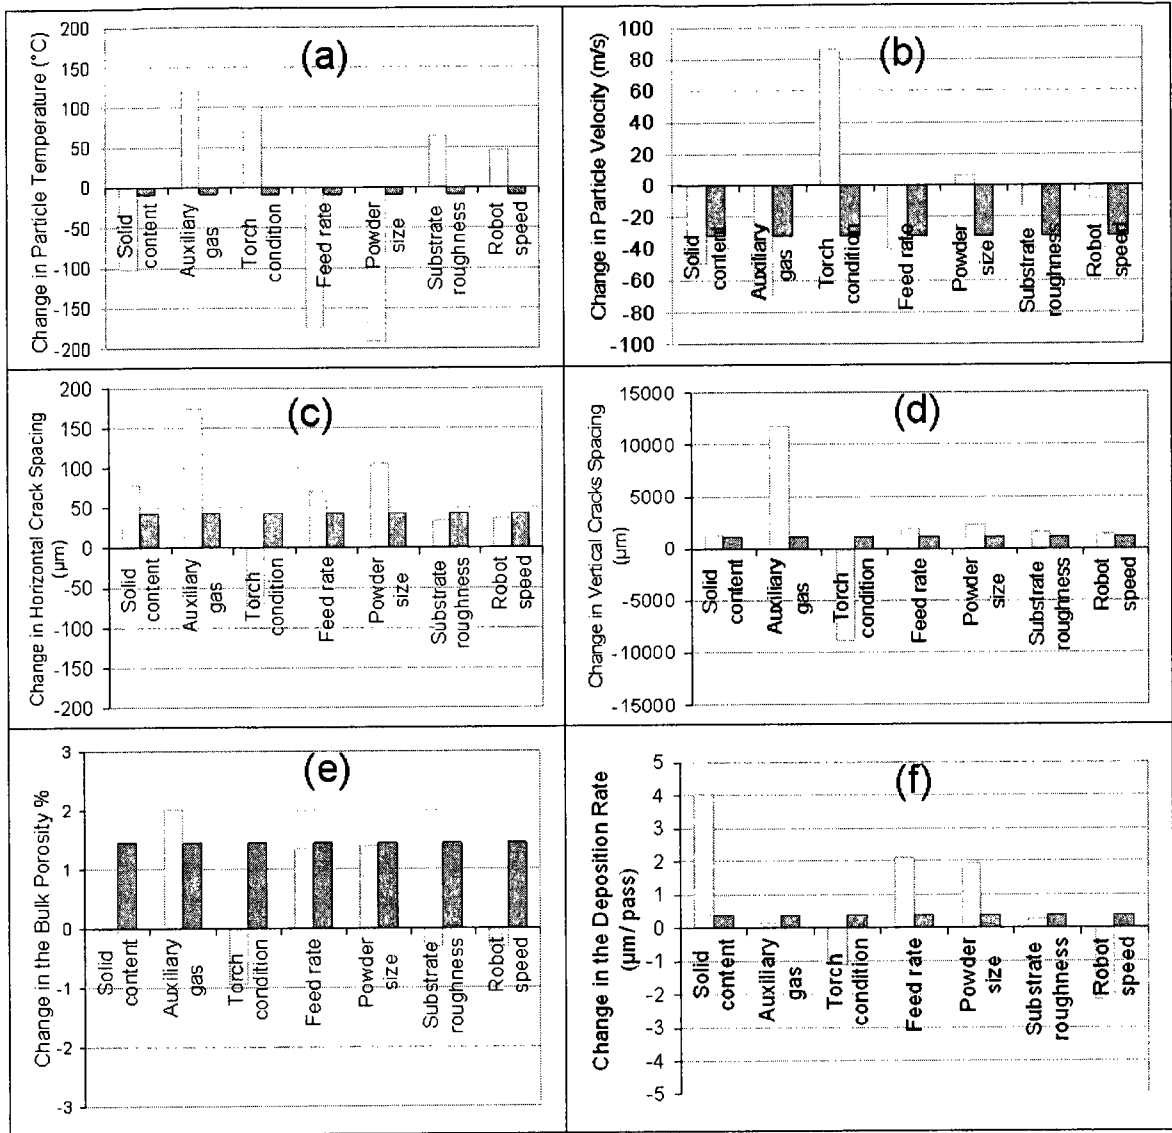 (a)
Change in Particle Temperature (°C)
200
150
100
50
0
-50
-100
-150
-200
Solid
content
Auxiliary
gas
Torch
condition
Feed rate
Powder
size
Substrate
roughness
Robot
speed
(b)
Change in Particle Velocity (m/s)
100
80
60
40
20
0
-20
-40
-60
-80
-100
Solid
content
Auxiliary
gas
Torch
condition
Feed rate
Powder
size
Substrate
roughness
Robot
speed
(c)
Change in Horizontal Crack Spacing
(µm)
200
150
100
50
0
-50
-100
-150
-200
Solid
content
Auxiliary
gas
Torch
condition
Feed rate
Powder
size
Substrate
roughness
Robot
speed
(d)
Change in Vertical Cracks Spacing
(µm)
15000
10000
5000
0
-5000
-10000
-15000
Solid
content
Auxiliary
gas
Torch
condition
Feed rate
Powder
size
Substrate
roughness
Robot
speed
(e)
Change in the Bulk Porosity %
3
2
1
0
-1
-2
-3
Solid
content
Auxiliary
gas
Torch
condition
Feed rate
Powder
size
Substrate
roughness
Robot
speed
(f)
Change in the Deposition Rate
(µm/ pass)
5
4
3
2
1
0
-1
-2
-3
-4
-5
Solid
content
Auxiliary
gas
Torch
condition
Feed rate
Powder
size
Substrate
roughness
Robot
speed